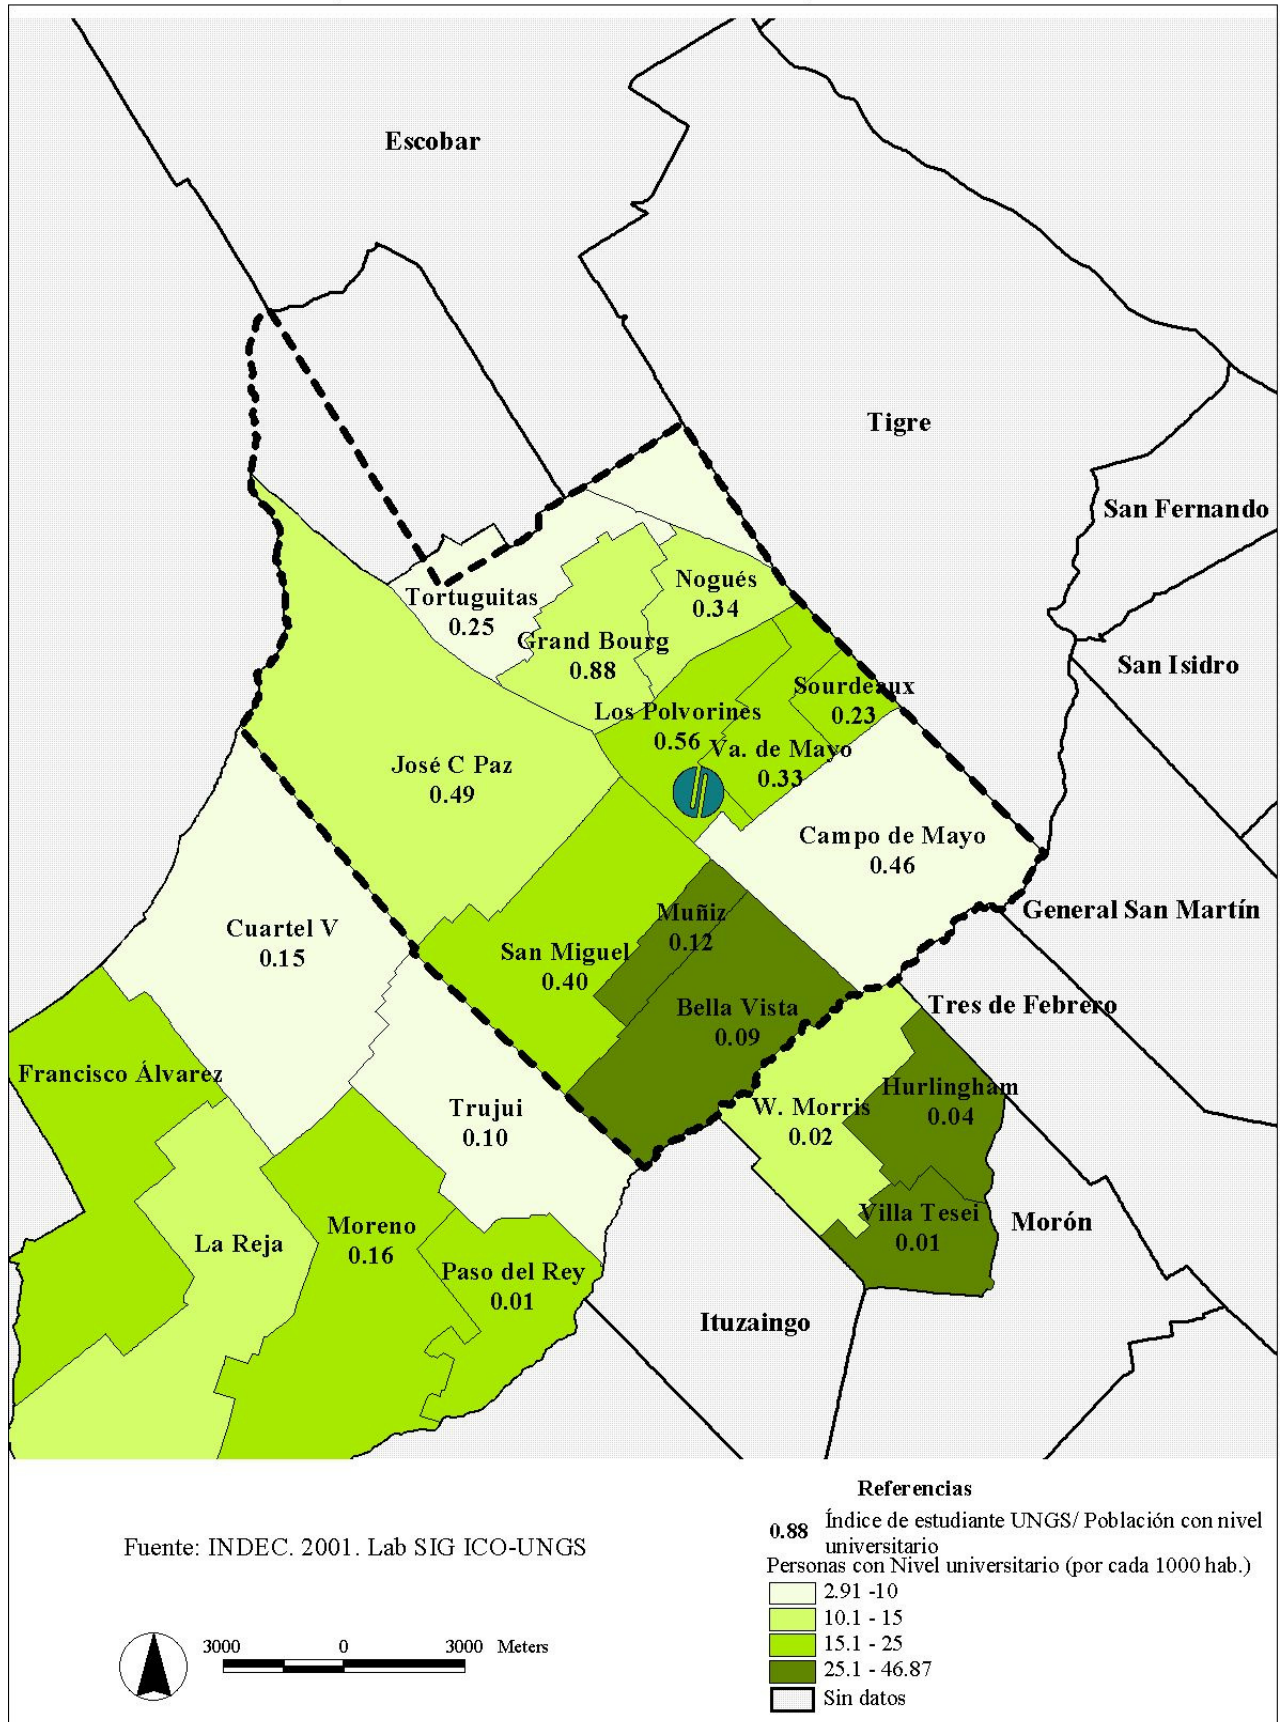 Escobar
Tigre
San Fernando
Nogués
0.34
Tortuguitas
0.25
Grand Bourg
0.88
San Isidro
Sourdeaux
0.23
Los Polvorines
0.56
Va. de Mayo
0.33
José C Paz
0.49
Campo de Mayo
0.46
General San Martín
Muñiz
0.12
Cuartel V
0.15
San Miguel
0.40
Bella Vista
0.09
Tres de Febrero
Francisco Álvarez
Hurlingham
0.04
W. Morris
0.02
Trujui
0.10
Villa Tesei
0.01
Morón
Moreno
0.16
La Reja
Paso del Rey
0.01
Ituzaingo
Referencias
0.88 Índice de estudiante UNGS/ Población con nivel
universitario
Personas con Nivel universitario (por cada 1000 hab.)
2.91 -10
10.1 - 15
15.1 - 25
25.1 - 46.87
Sin datos
Fuente: INDEC. 2001. Lab SIG ICO-UNGS
3000 0 3000 Meters